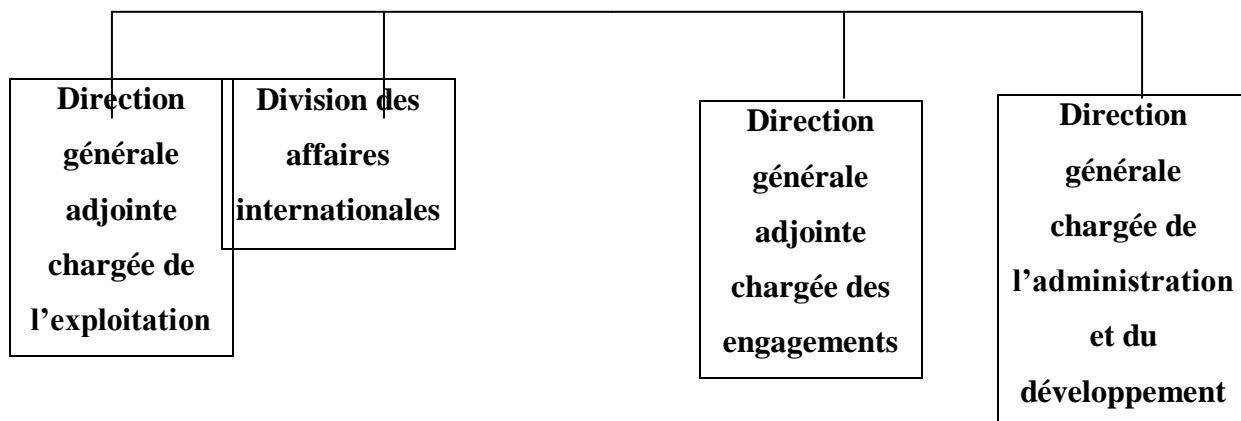 Direction
générale
adjointe
chargée de
l’exploitation
Division des
affaires
internationales
Direction
générale
adjointe
chargée des
engagements
Direction
générale
chargée de
l’administration
et du
développement